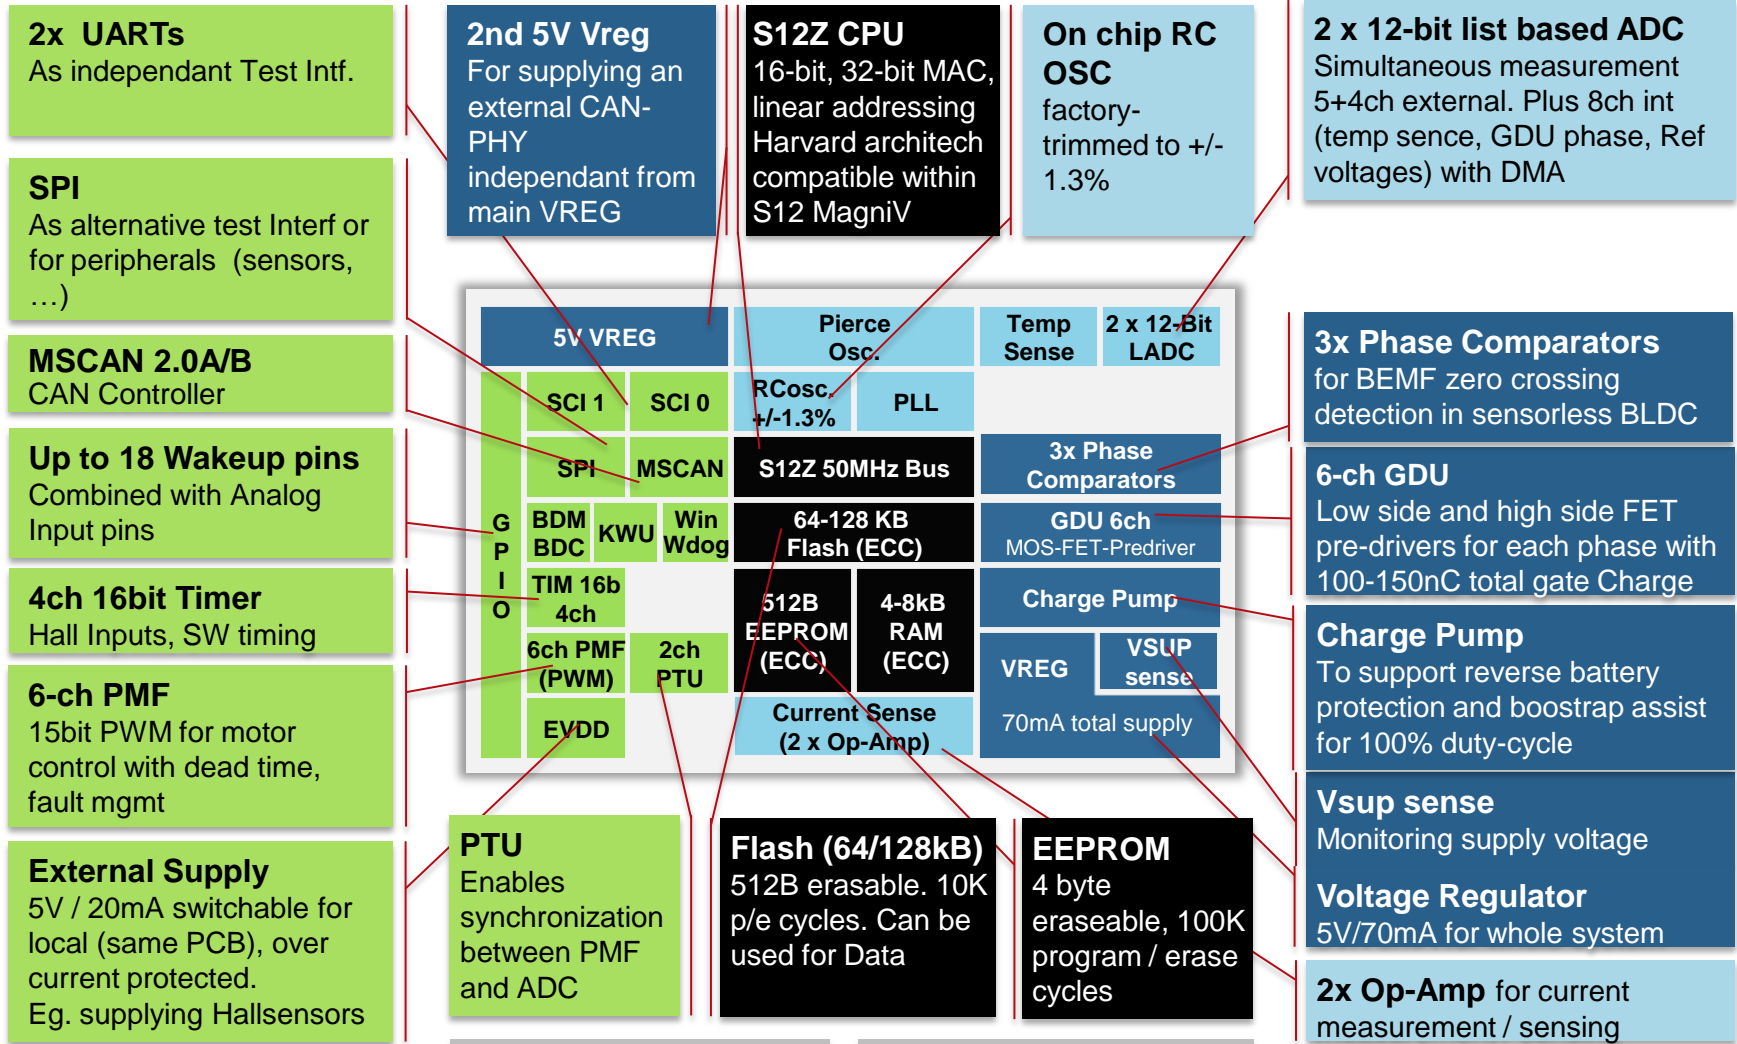 2x UARTs
As independant Test Intf.
SPI
As alternative test Interf or
for peripherals (sensors,
…)
MSCAN 2.0A/B
CAN Controller
Up to 18 Wakeup pins
Combined with Analog
Input pins
4ch 16bit Timer
Hall Inputs, SW timing
6-ch PMF
15bit PWM for motor
control with dead time,
fault mgmt
External Supply
5V / 20mA switchable for
local (same PCB), over
current protected.
Eg. supplying Hallsensors
2nd 5V Vreg
For supplying an
external CAN-
PHY
independant from
main VREG
S12Z CPU
16-bit, 32-bit MAC,
linear addressing
Harvard architech
compatible within
S12 MagniV
On chip RC
OSC
factory-
trimmed to +/-
1.3%
2 x 12-bit list based ADC
Simultaneous measurement
5+4ch external. Plus 8ch int
(temp sence, GDU phase, Ref
voltages) with DMA
5V VREG
Pierce
Osc.
Temp
Sense
2 x 12-Bit
LADC
SCI 1
SCI 0
RCosc.
+/-1.3%
PLL
SPI
MSCAN
S12Z 50MHz Bus
3x Phase
Comparators
G
P
I
O
BDM
BDC
KWU
Win
Wdog
64-128 KB
Flash (ECC)
GDU 6ch
MOS-FET-Predriver
TIM 16b
4ch
512B
EEPROM
(ECC)
4-8kB
RAM
(ECC)
Charge Pump
6ch PMF
(PWM)
2ch
PTU
VREG
VSUP
sense
EVDD
Current Sense
(2 x Op-Amp)
70mA total supply
3x Phase Comparators
for BEMF zero crossing
detection in sensorless BLDC
6-ch GDU
Low side and high side FET
pre-drivers for each phase with
100-150nC total gate Charge
Charge Pump
To support reverse battery
protection and boostrap assist
for 100% duty-cycle
Vsup sense
Monitoring supply voltage
Voltage Regulator
5V/70mA for whole system
2x Op-Amp for current
measurement / sensing
PTU
Enables
synchronization
between PMF
and ADC
Flash (64/128kB)
512B erasable. 10K
p/e cycles. Can be
used for Data
EEPROM
4 byte
eraseable, 100K
program / erase
cycles